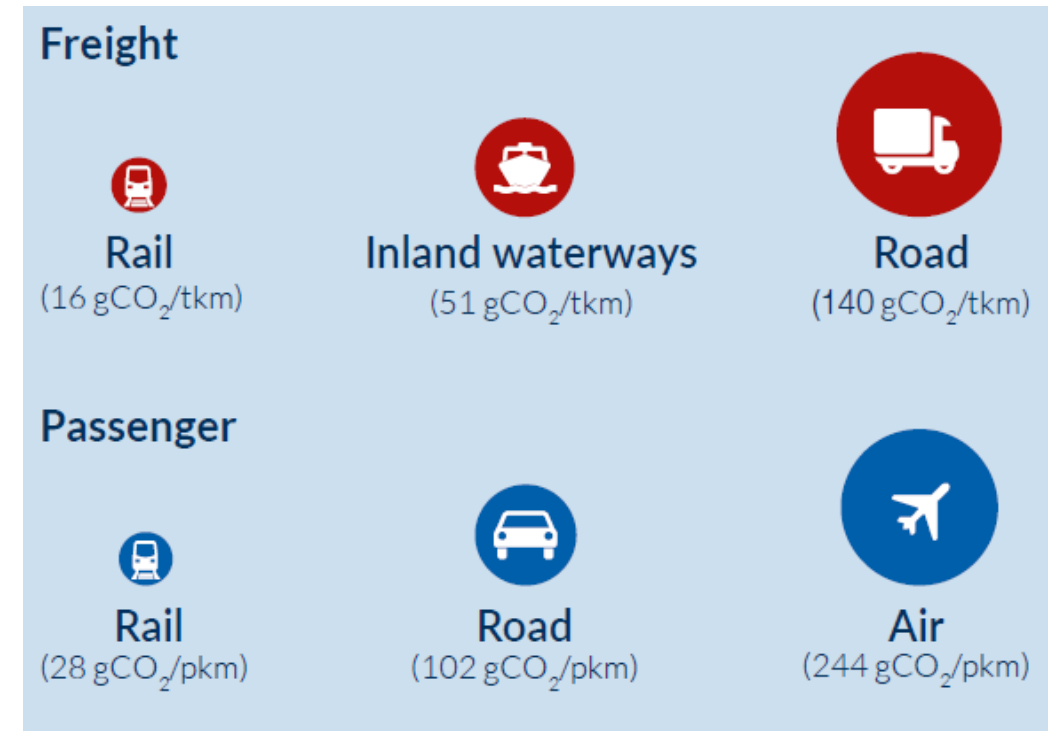 Freight
Rail Inland waterways Road
(16 gCO₂/tkm) (51 gCO₂/tkm) (140 gCO₂/tkm)
Passenger
Rail Road Air
(28 gCO₂/pkm) (102 gCO₂/pkm) (244 gCO₂/pkm)